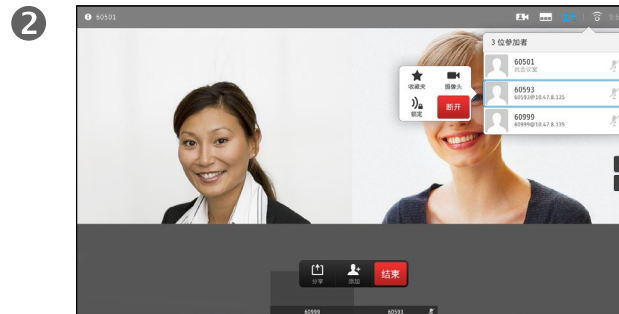 2
60501
3 位参加者
60501
此会议室
收藏夹 摄像头
60593
60593@10.47.8.125
锁定 断开
60999
60999@10.47.8.135
分享 添加 结束
60999 60593